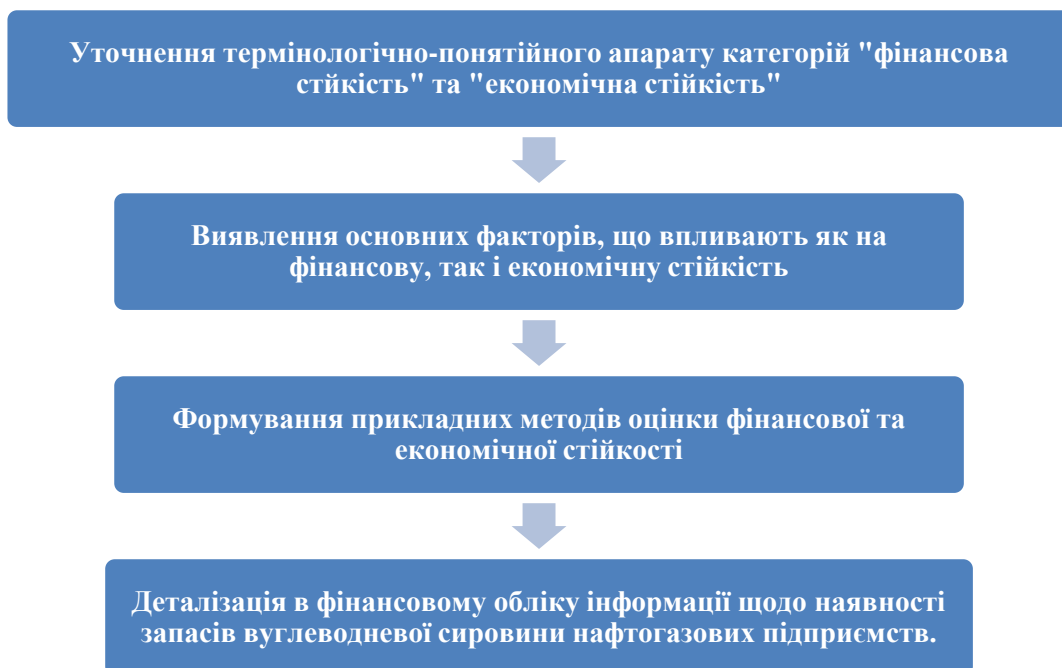 Уточнення термінологічно-понятійного апарату категорій "фінансова
стйкість" та "економічна стійкість"
Виявлення основних факторів, що впливають як на
фінансову, так і економічну стійкість
Формування прикладних методів оцінки фінансової та
економічної стійкості
Деталізація в фінансовому обліку інформації щодо наявності
запасів вуглеводневої сировини нафтогазових підприємств.